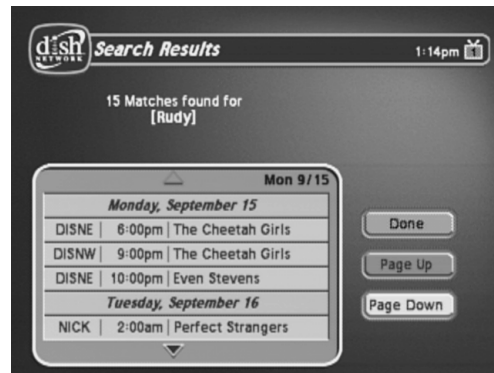 dish
NETWORK
Search Results
1:14pm
1
15 Matches found for
[Rudy]
Mon 9/15
Monday, September 15
DISNE | 6:00pm | The Cheetah Girls
DISNW | 9:00pm | The Cheetah Girls
DISNE | 10:00pm | Even Stevens
Tuesday, September 16
NICK | 2:00am | Perfect Strangers
Done
Page Up
Page Down